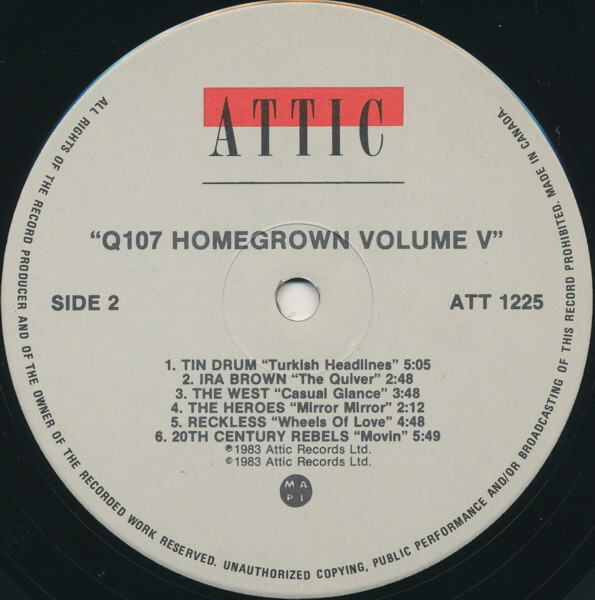 ATTIC
"Q107 HOMEGROWN VOLUME V"
SIDE 2
ATT 1225
1. TIN DRUM "Turkish Headlines" 5:05
2. IRA BROWN "The Quiver" 2:48
3. THE WEST "Casual Glance" 3:48
4. THE HEROES "Mirror Mirror" 2:12
5. RECKLESS "Wheels Of Love" 4:48
6. 20TH CENTURY REBELS "Movin" 5:49
℗1983 Attic Records Ltd.
©1983 Attic Records Ltd.
MA
PL
ALL RIGHTS OF THE RECORD PRODUCER AND OF THE OWNER OF THE RECORDED WORK RESERVED. UNAUTHORIZED COPYING, PUBLIC PERFORMANCE AND/OR BROADCASTING OF THIS RECORD PROHIBITED. MADE IN CANADA.